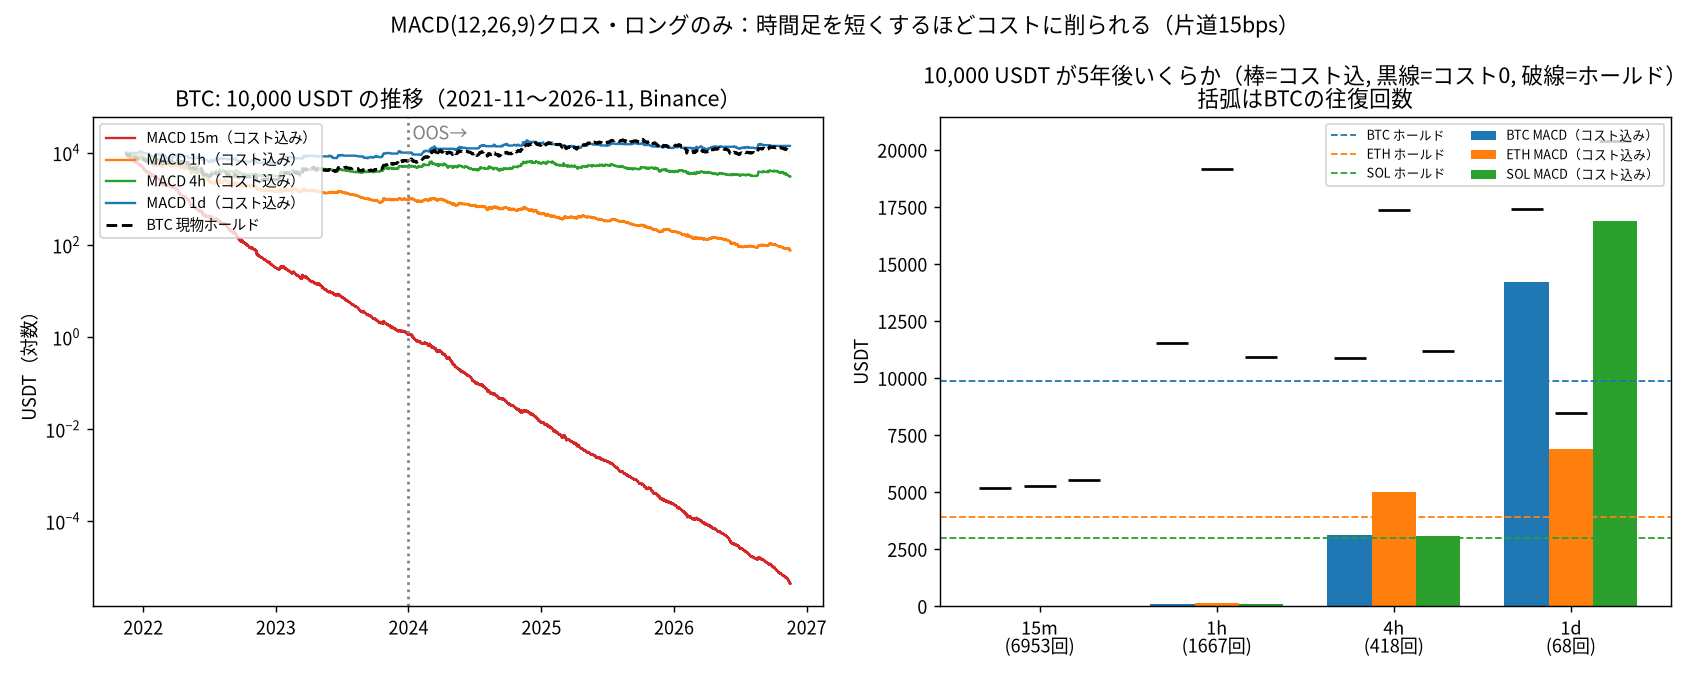 MACD(12,26,9)クロス・ロングのみ：時間足を短くするほどコストに削られる（片道15bps）
BTC: 10,000 USDT の推移（2021-11〜2026-11, Binance）
OOS→
MACD 15m（コスト込み）
MACD 1h（コスト込み）
MACD 4h（コスト込み）
MACD 1d（コスト込み）
BTC 現物ホールド
USDT（対数）
10⁴
10²
10⁰
10⁻²
10⁻⁴
2022 2023 2024 2025 2026 2027
10,000 USDT が5年後いくらか（棒=コスト込, 黒線=コスト0, 破線=ホールド）
括弧はBTCの往復回数
BTC ホールド
ETH ホールド
SOL ホールド
BTC MACD（コスト込み）
ETH MACD（コスト込み）
SOL MACD（コスト込み）
USDT
20000
17500
15000
12500
10000
7500
5000
2500
0
15m 1h 4h 1d
(6953回) (1667回) (418回) (68回)